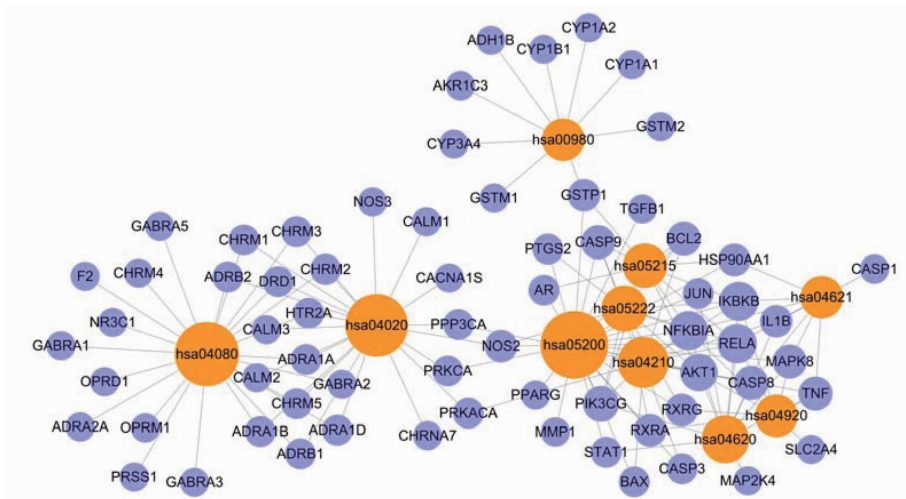 CYP1A2
ADH1B
CYP1B1
CYP1A1
AKR1C3
GSTM2
hsa00980
CYP3A4
GSTM1
GSTP1
NOS3
TGFB1
GABRA5
CHRM1
CHRM3
CALM1
PTGS2
CASP9
BCL2
HSP90AA1
F2
CHRM4
ADRB2
DRD1
CHRM2
CACNA1S
hsa05215
CASP1
AR
JUN
IKBKB
hsa04621
NR3C1
HTR2A
hsa04020
PPP3CA
hsa05222
IL1B
GABRA1
CALM3
NOS2
hsa05200
NFKBIA
RELA
hsa04080
ADRA1A
PRKCA
hsa04210
MAPK8
OPRD1
CALM2
GABRA2
PPARG
AKT1
CASP8
TNF
CHRM5
PRKACA
PIK3CG
RXRG
ADRA2A
OPRM1
ADRA1B
ADRA1D
CHRNA7
MMP1
RXRA
hsa04620
hsa04920
ADRB1
STAT1
SLC2A4
PRSS1
GABRA3
BAX
CASP3
MAP2K4